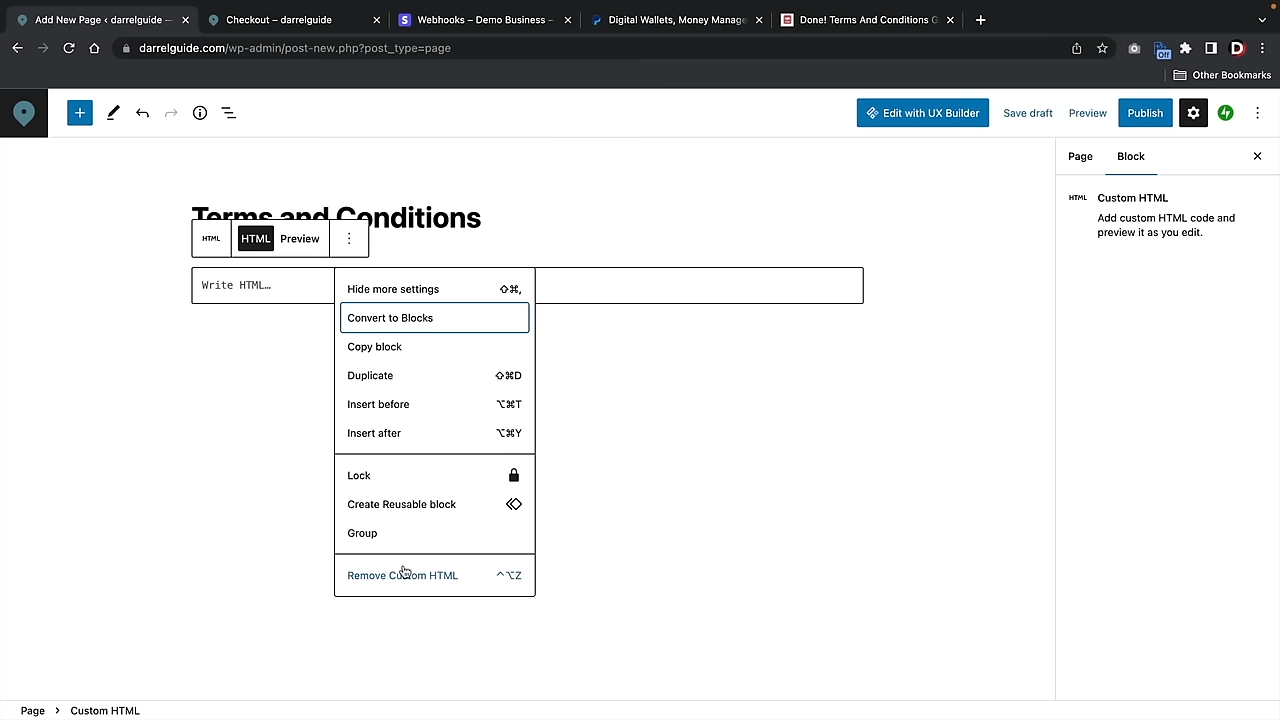 Add New Page ‹ darrelguide —
Checkout – darrelguide
Webhooks – Demo Business –
Digital Wallets, Money Manage
Done! Terms And Conditions G
darrelguide.com/wp-admin/post-new.php?post_type=page
Off
D
Other Bookmarks
Edit with UX Builder
Save draft
Preview
Publish
Page
Block
Terms and Conditions
HTML
HTML
Preview
HTML
Custom HTML
Add custom HTML code and
preview it as you edit.
Write HTML…
Hide more settings ⇧⌘,
Convert to Blocks
Copy block
Duplicate ⇧⌘D
Insert before ⌥⌘T
Insert after ⌥⌘Y
Lock
Create Reusable block
Group
Remove Custom HTML ^⌥Z
Page › Custom HTML